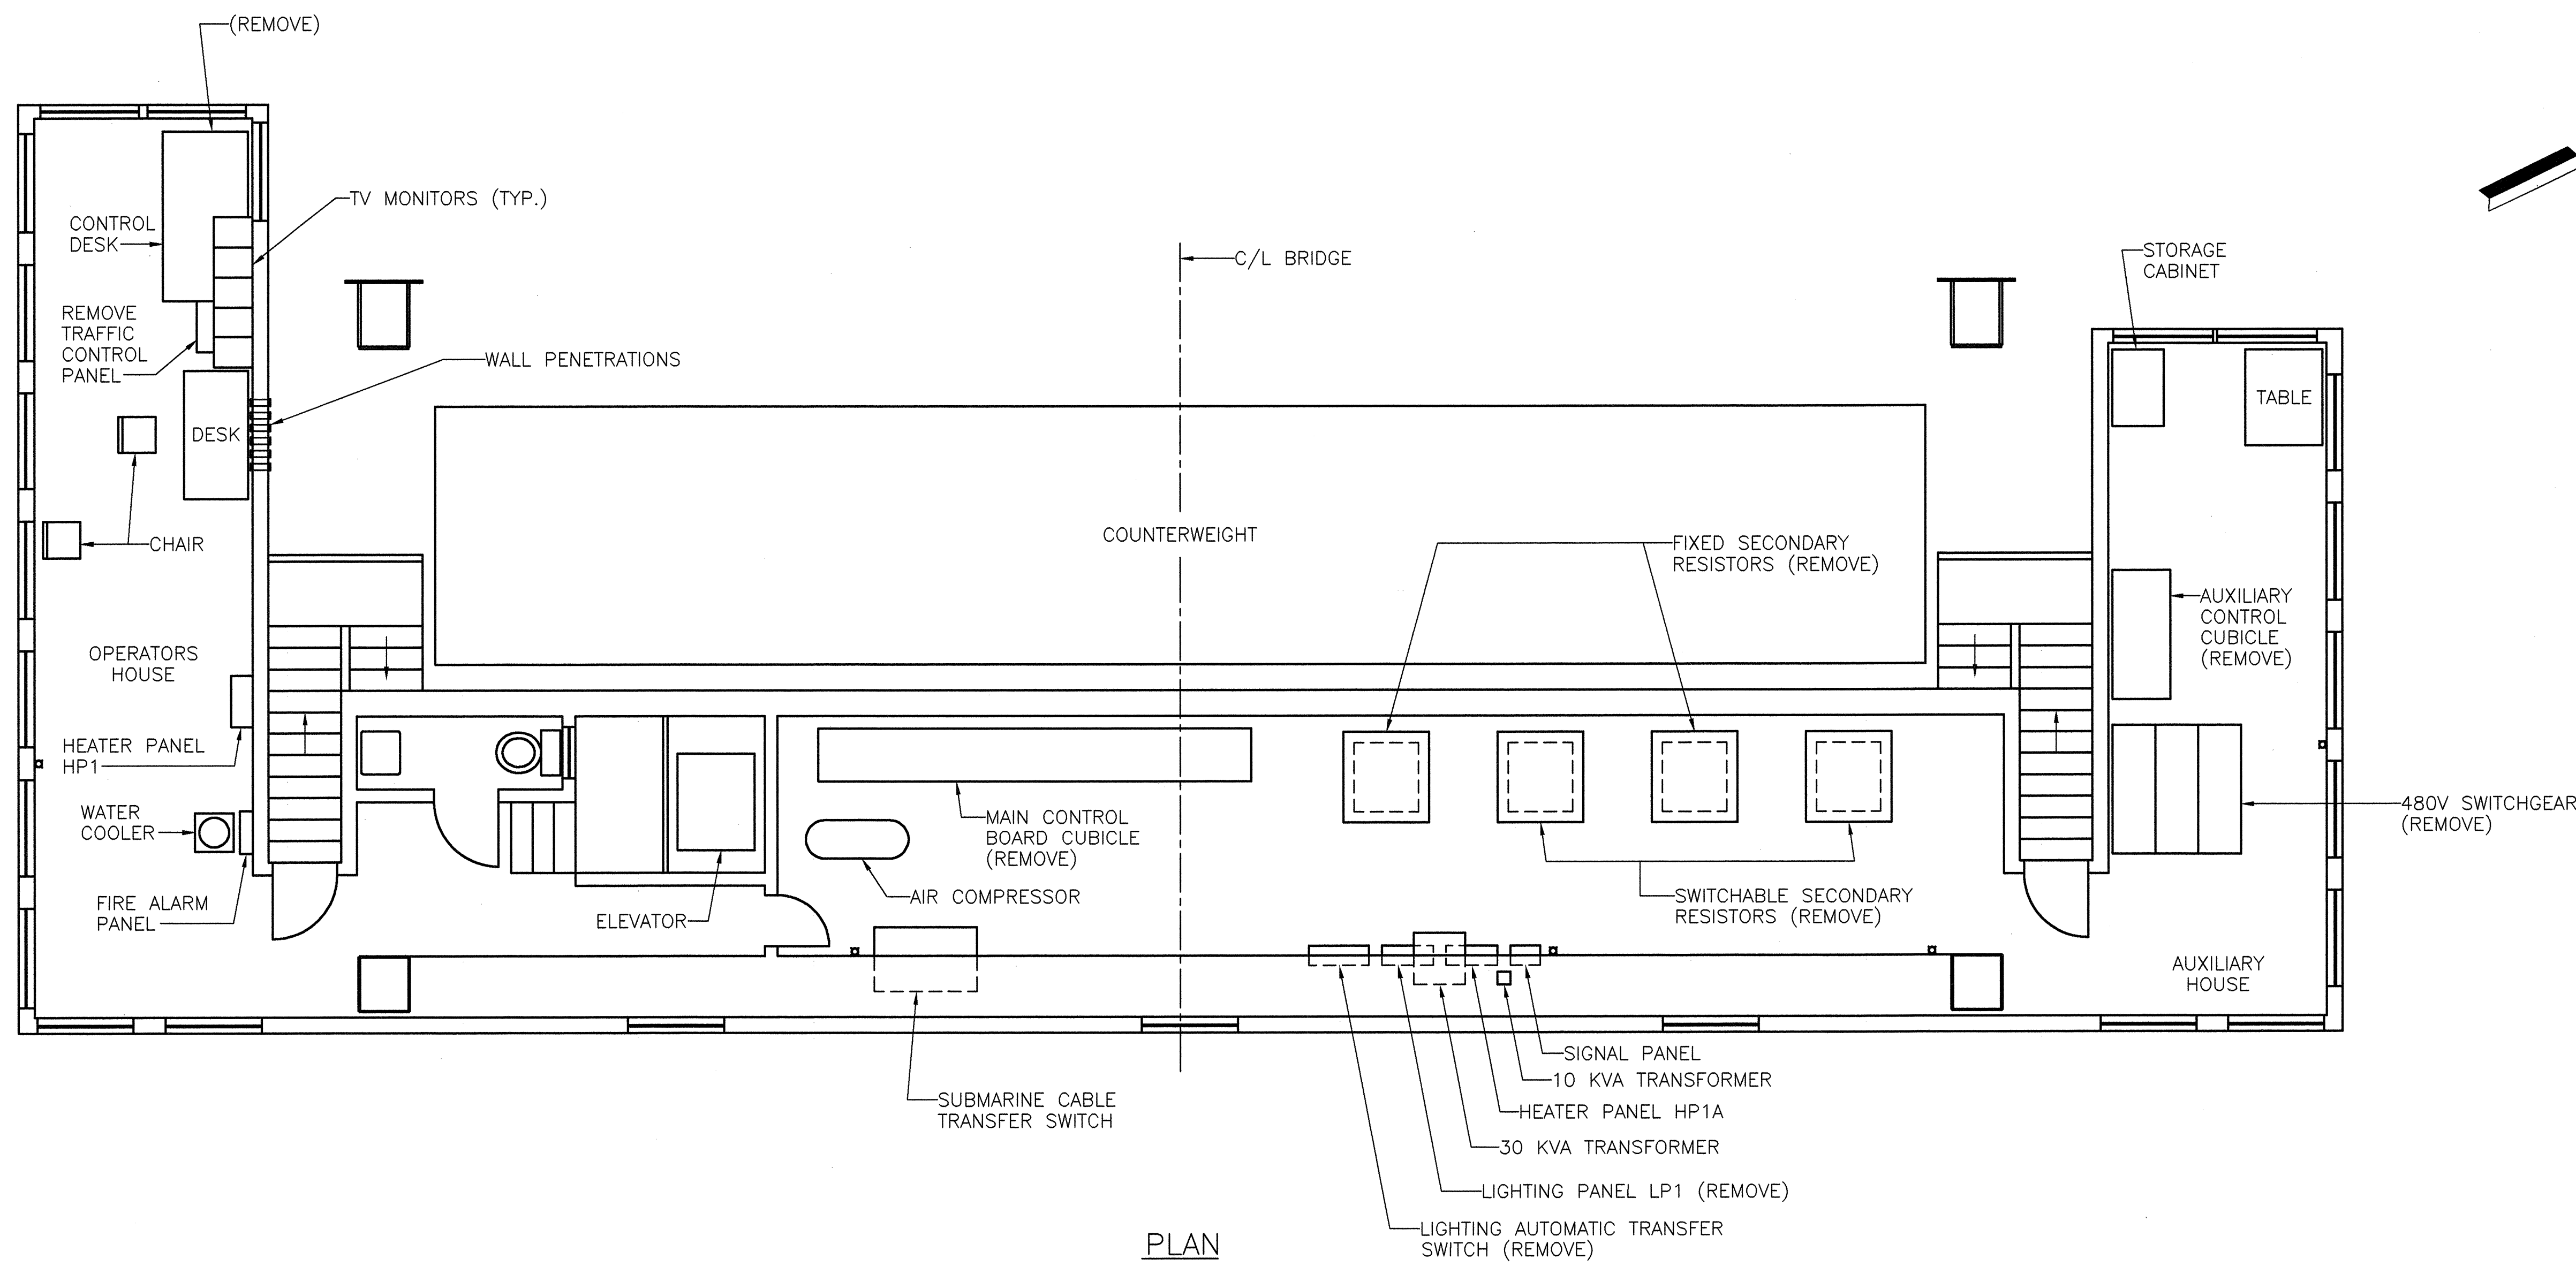 (REMOVE)
TV MONITORS (TYP.)
CONTROL
DESK
C/L BRIDGE
STORAGE
CABINET
REMOVE
TRAFFIC
CONTROL
PANEL
WALL PENETRATIONS
TABLE
DESK
CHAIR
COUNTERWEIGHT
FIXED SECONDARY
RESISTORS (REMOVE)
AUXILIARY
CONTROL
CUBICLE
(REMOVE)
OPERATORS
HOUSE
HEATER PANEL
HP1
WATER
COOLER
MAIN CONTROL
BOARD CUBICLE
(REMOVE)
480V SWITCHGEAR
(REMOVE)
FIRE ALARM
PANEL
ELEVATOR
AIR COMPRESSOR
SWITCHABLE SECONDARY
RESISTORS (REMOVE)
AUXILIARY
HOUSE
SIGNAL PANEL
10 KVA TRANSFORMER
SUBMARINE CABLE
TRANSFER SWITCH
HEATER PANEL HP1A
30 KVA TRANSFORMER
LIGHTING PANEL LP1 (REMOVE)
LIGHTING AUTOMATIC TRANSFER
SWITCH (REMOVE)
PLAN